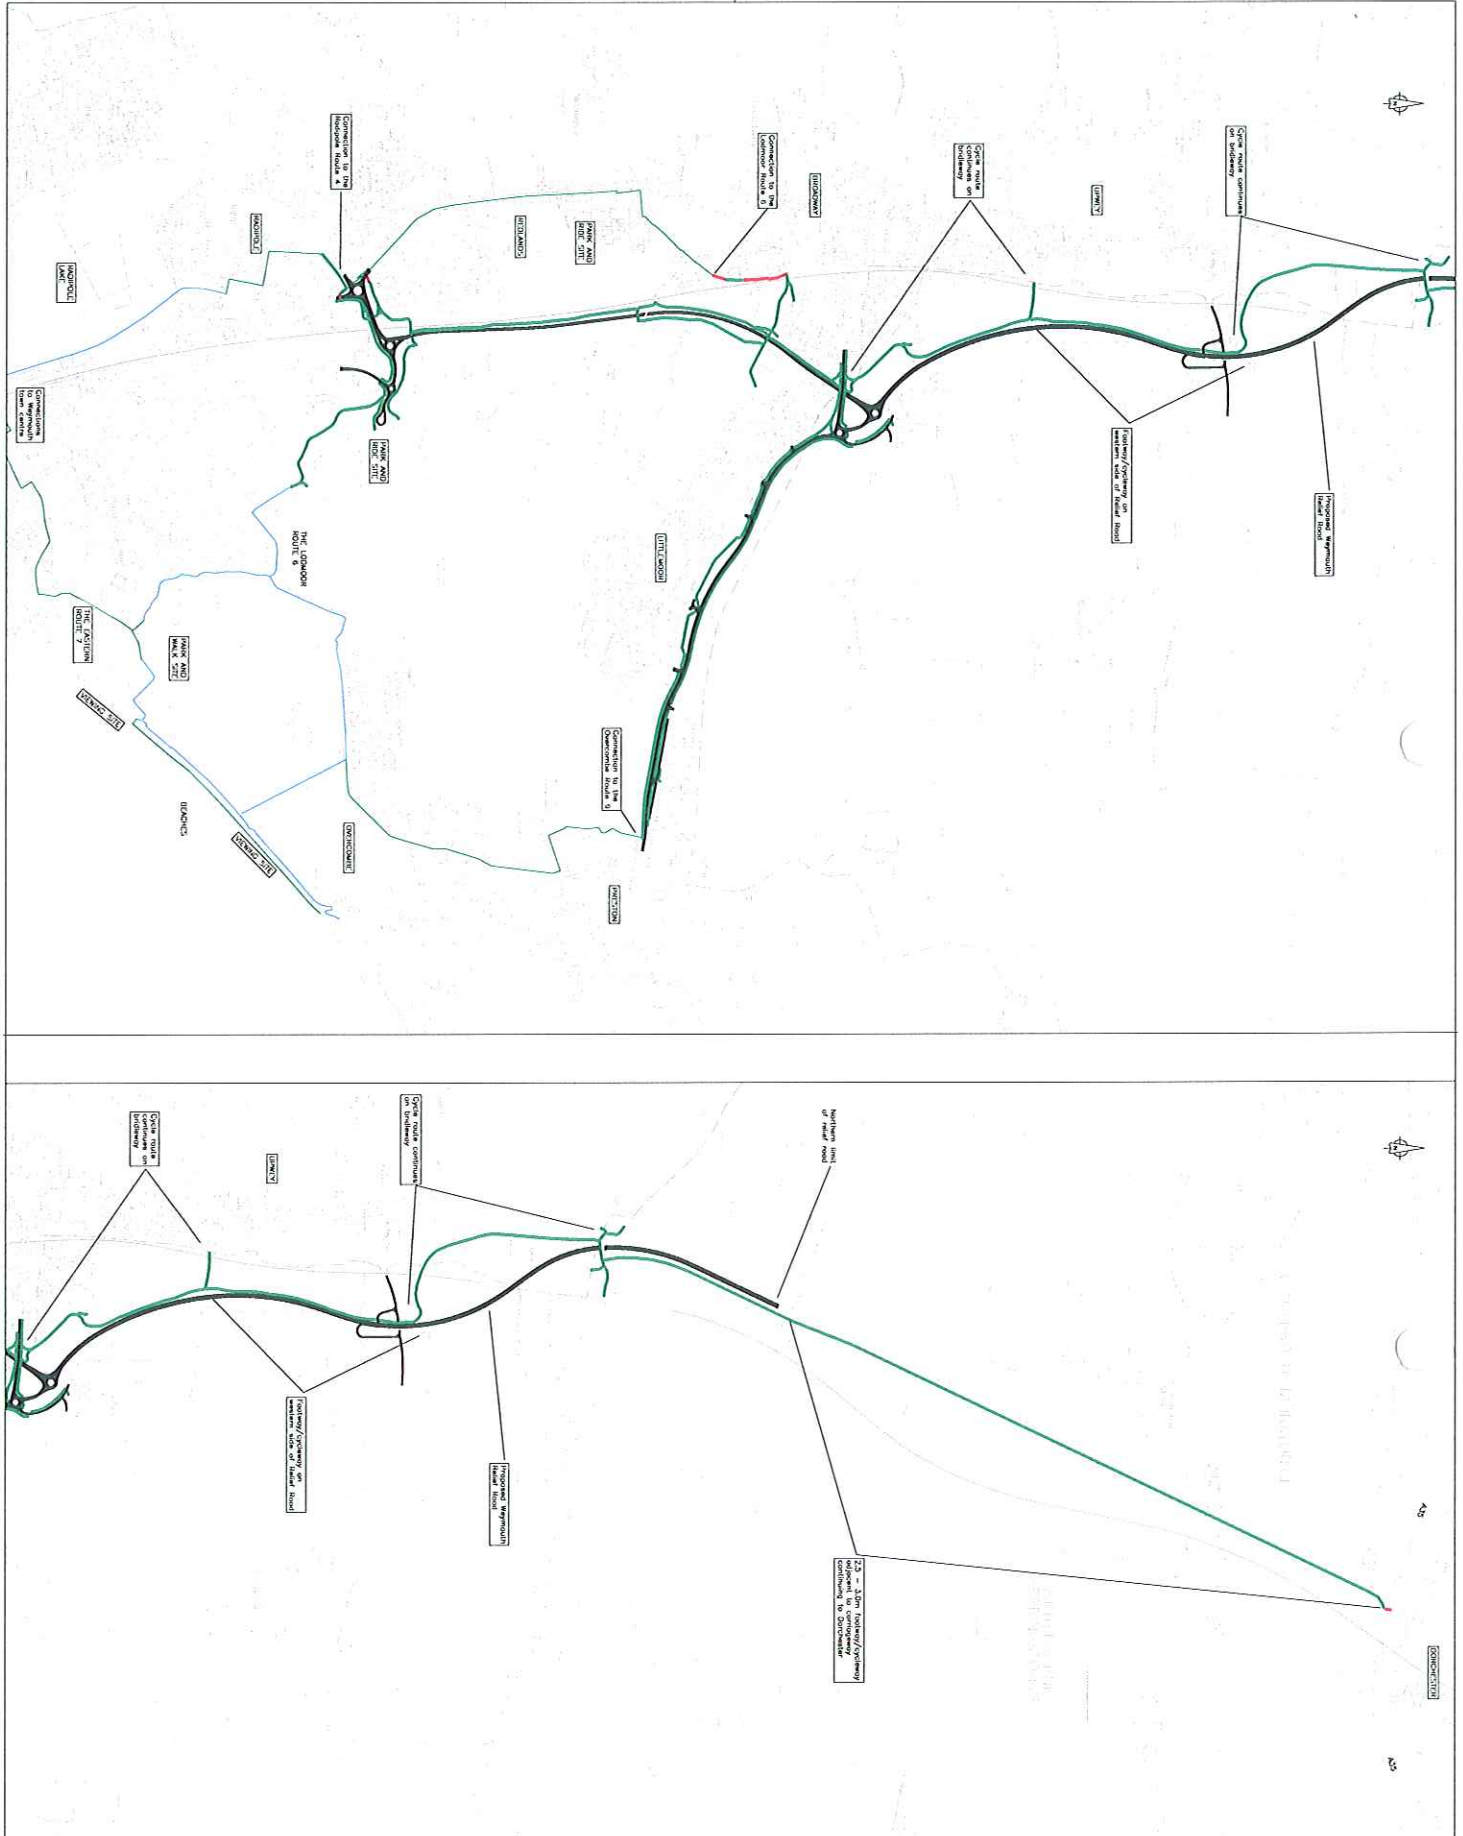 Cycle route continues
on bridleway
UPWEY
Cycle route
continues on
bridleway
BROADWAY
Connection to the
Lodmoor Route 6
PARK AND
RIDE SITE
REDLANDS
Connection to the
Radipole Route 4
RADIPOLE
RADIPOLE
LAKE
Connections
to Weymouth
town centre
Proposed Weymouth
Relief Road
Footway/cycleway on
western side of Relief Road
PARK AND
RIDE SITE
LITTLEMOOR
THE LODMOOR
ROUTE 6
THE EASTERN
ROUTE 7
PARK AND
WALK SITE
VIEWING SITE
BEACHES
VIEWING SITE
OVERCOMBE
Connection to the
Overcombe Route 9
PRESTON
N
Northern limit
of relief road
Cycle route continues
on bridleway
UPWEY
Cycle route
continues on
bridleway
Proposed Weymouth
Relief Road
Footway/cycleway on
western side of Relief Road
2.5 - 3.0m footway/cycleway
adjacent to carriageway
continuing to Dorchester
A35
DORCHESTER
A35
N